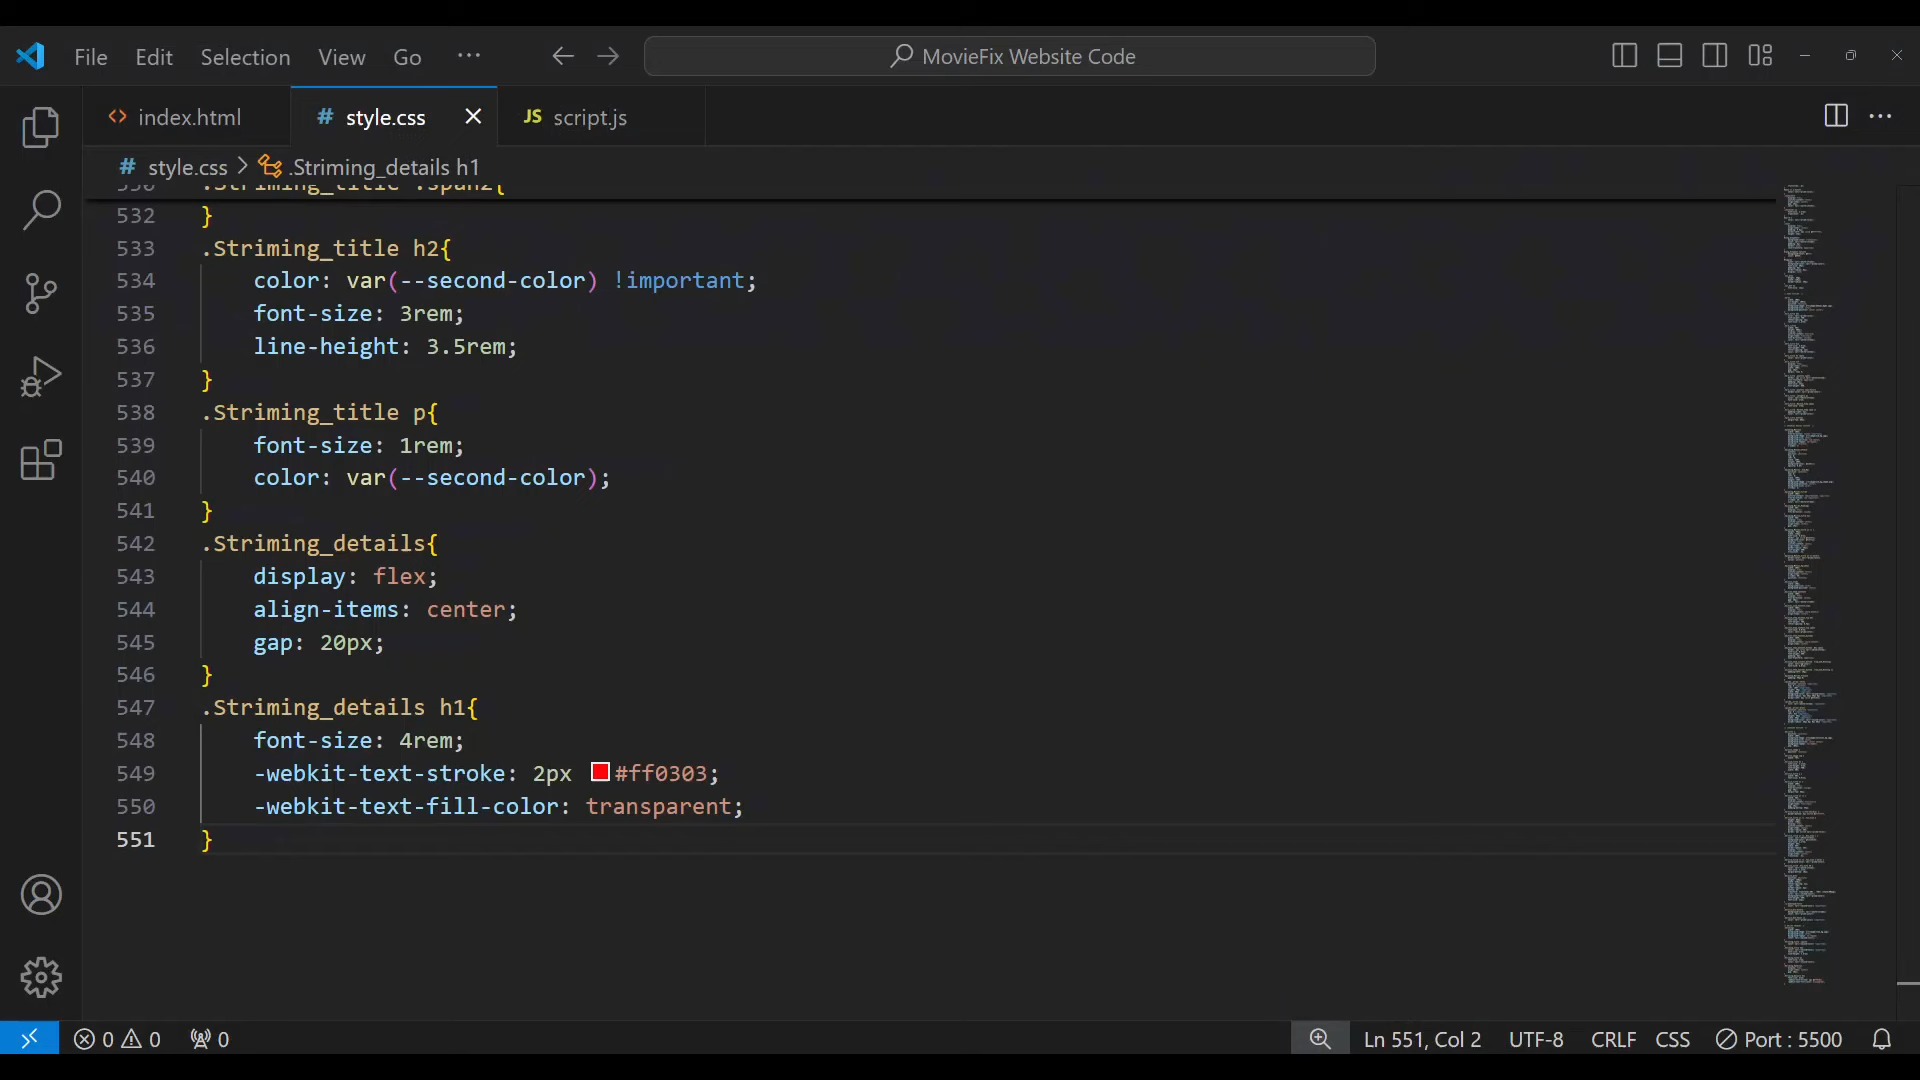 File Edit Selection View Go ···
MovieFix Website Code
index.html
# style.css
JS script.js
# style.css > .Striming_details h1
530 .Striming_title .span2{
532 }
533 .Striming_title h2{
534 color: var(--second-color) !important;
535 font-size: 3rem;
536 line-height: 3.5rem;
537 }
538 .Striming_title p{
539 font-size: 1rem;
540 color: var(--second-color);
541 }
542 .Striming_details{
543 display: flex;
544 align-items: center;
545 gap: 20px;
546 }
547 .Striming_details h1{
548 font-size: 4rem;
549 -webkit-text-stroke: 2px #ff0303;
550 -webkit-text-fill-color: transparent;
551 }
0 0 0
Ln 551, Col 2 UTF-8 CRLF CSS Port : 5500